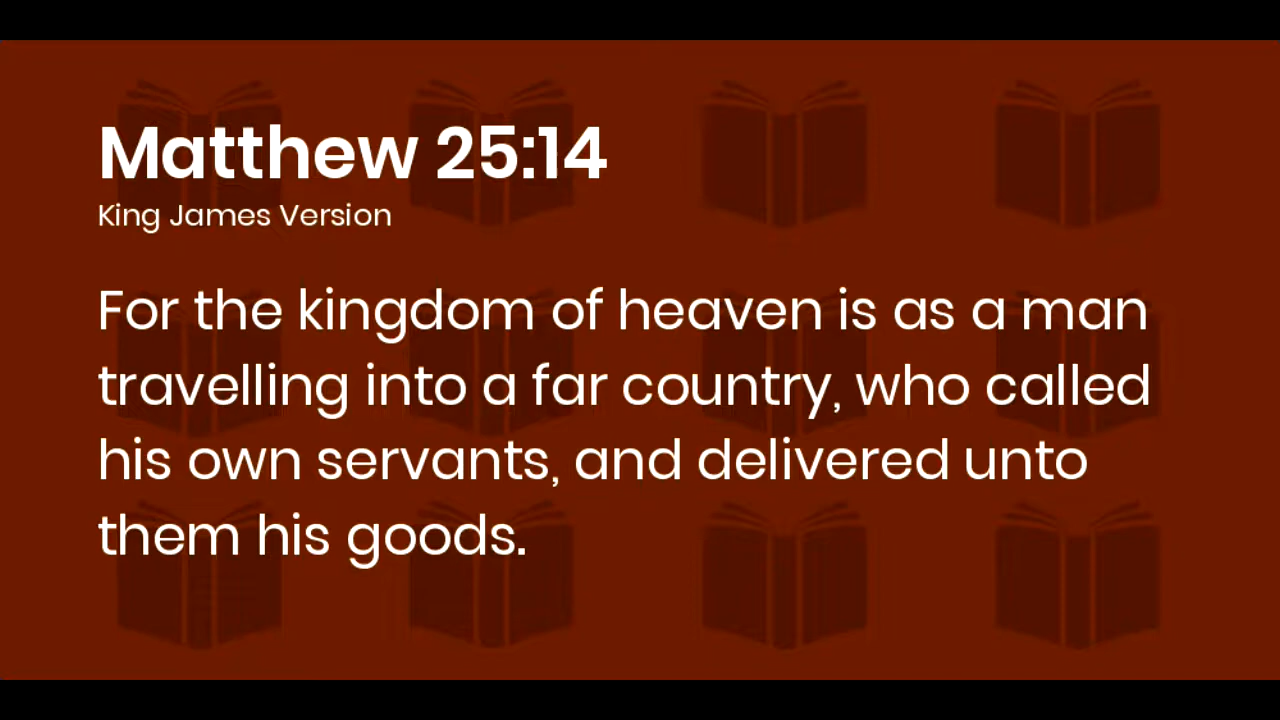 Matthew 25:14
King James Version
For the kingdom of heaven is as a man
travelling into a far country, who called
his own servants, and delivered unto
them his goods.